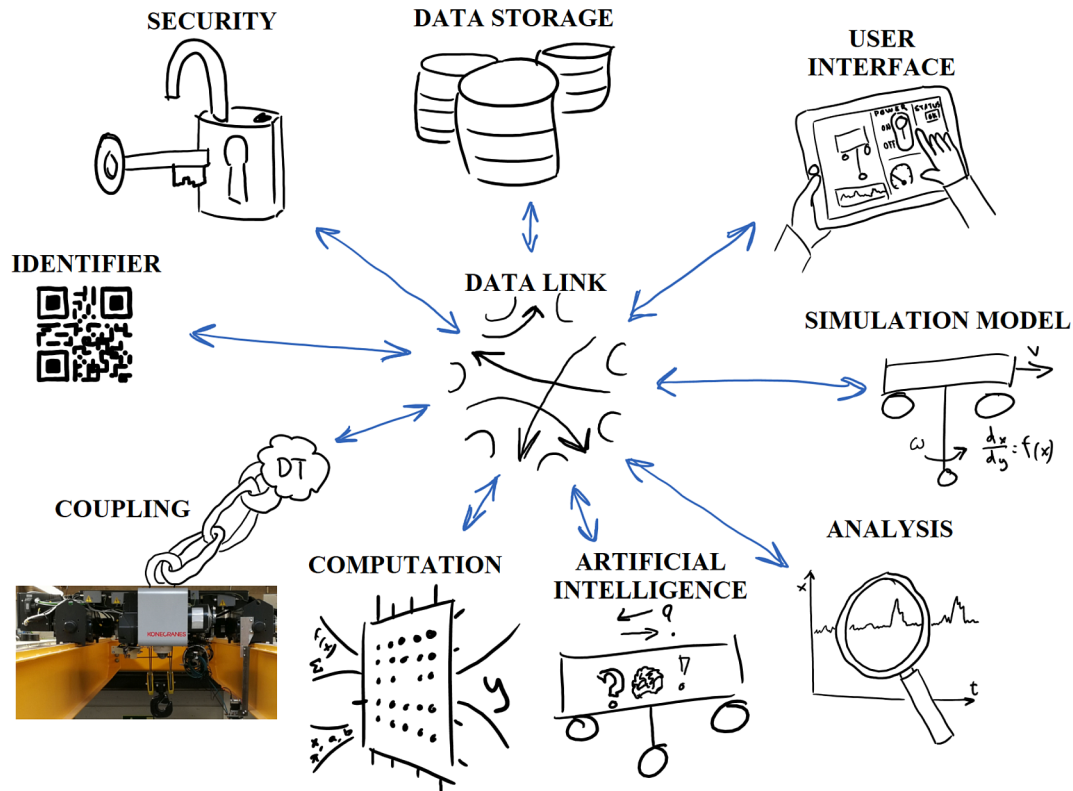 SECURITY
DATA STORAGE
USER
INTERFACE
POWER
STATUS
ON
OK
OFF
IDENTIFIER
DATA LINK
SIMULATION MODEL
v
ω
dx/dy = f(x)
DT
COUPLING
KONECRANES
COMPUTATION
f(x)
Σ
x, a, b
π
y
ARTIFICIAL
INTELLIGENCE
?
? !
ANALYSIS
x
t